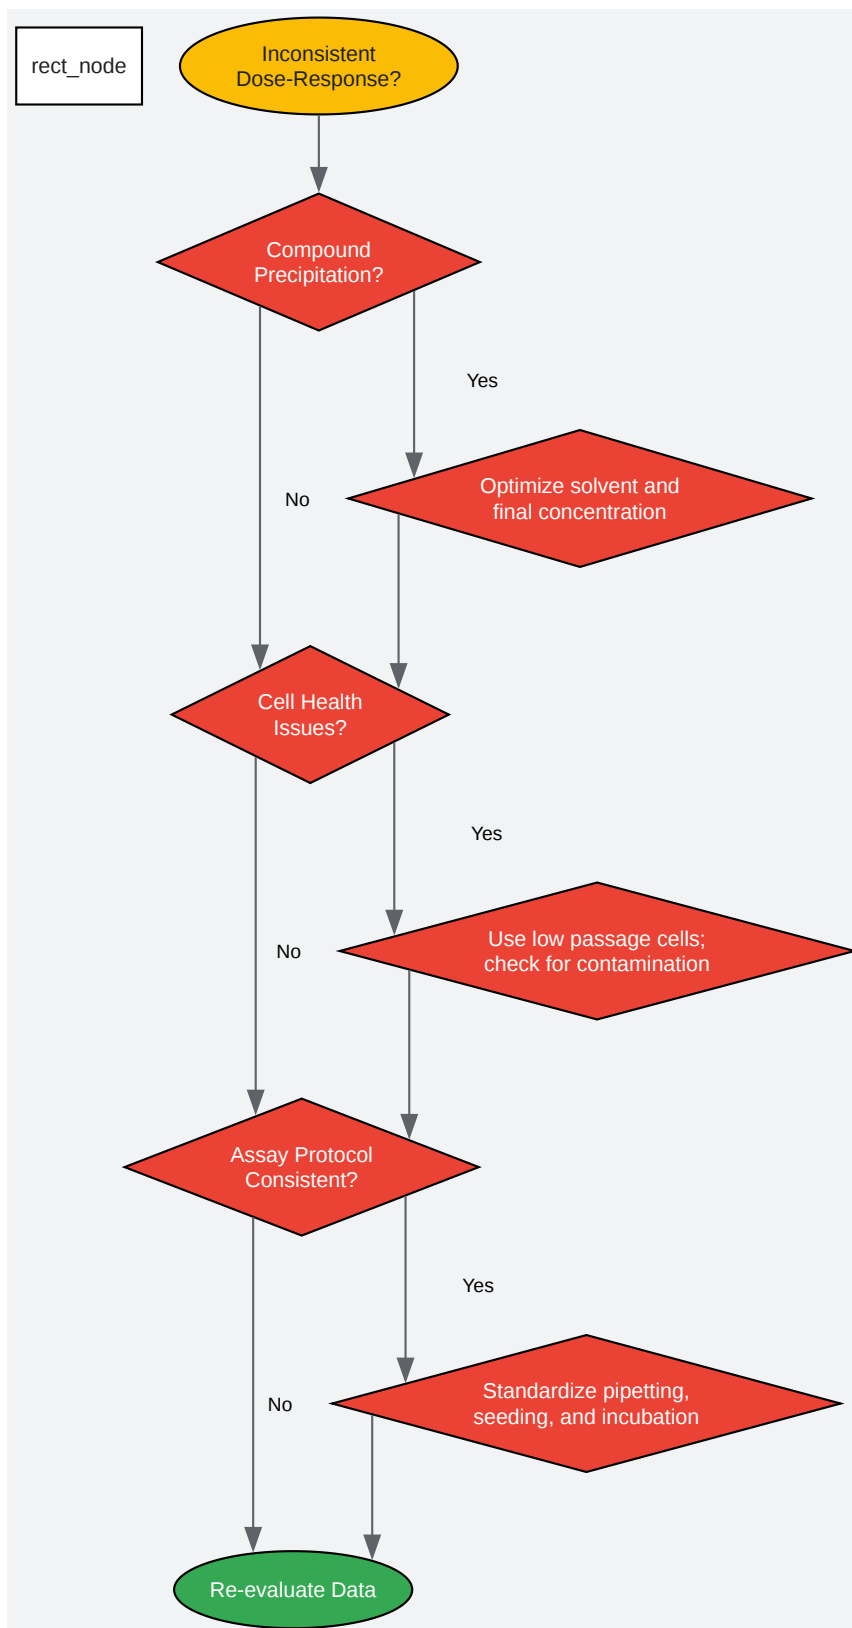 rect_node
Inconsistent
Dose-Response?
Compound
Precipitation?
Yes
Optimize solvent and
final concentration
No
Cell Health
Issues?
Yes
Use low passage cells;
check for contamination
No
Assay Protocol
Consistent?
Yes
Standardize pipetting,
seeding, and incubation
No
Re-evaluate Data